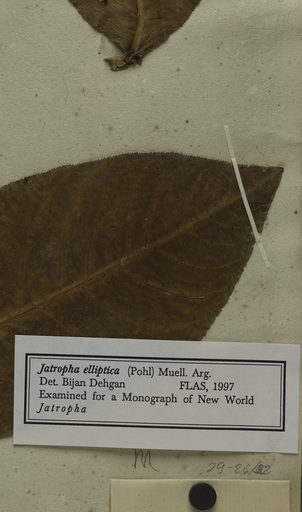 Jatropha elliptica (Pohl) Muell. Arg.
Det. Bijan Dehgan FLAS, 1997
Examined for a Monograph of New World
Jatropha
m